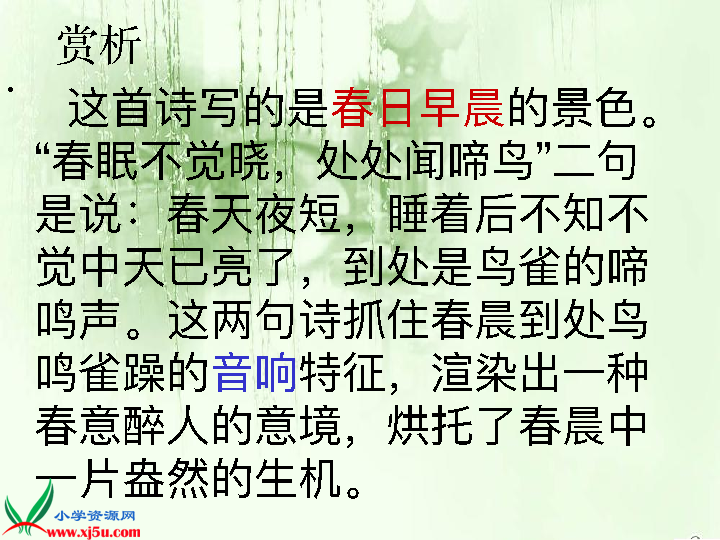 赏析
• 这首诗写的是春日早晨的景色。
“春眠不觉晓，处处闻啼鸟”二句
是说：春天夜短，睡着后不知不
觉中天已亮了，到处是鸟雀的啼
鸣声。这两句诗抓住春晨到处鸟
鸣雀躁的音响特征，渲染出一种
春意醉人的意境，烘托了春晨中
一片盎然的生机。
小学资源网
www.xj5u.com